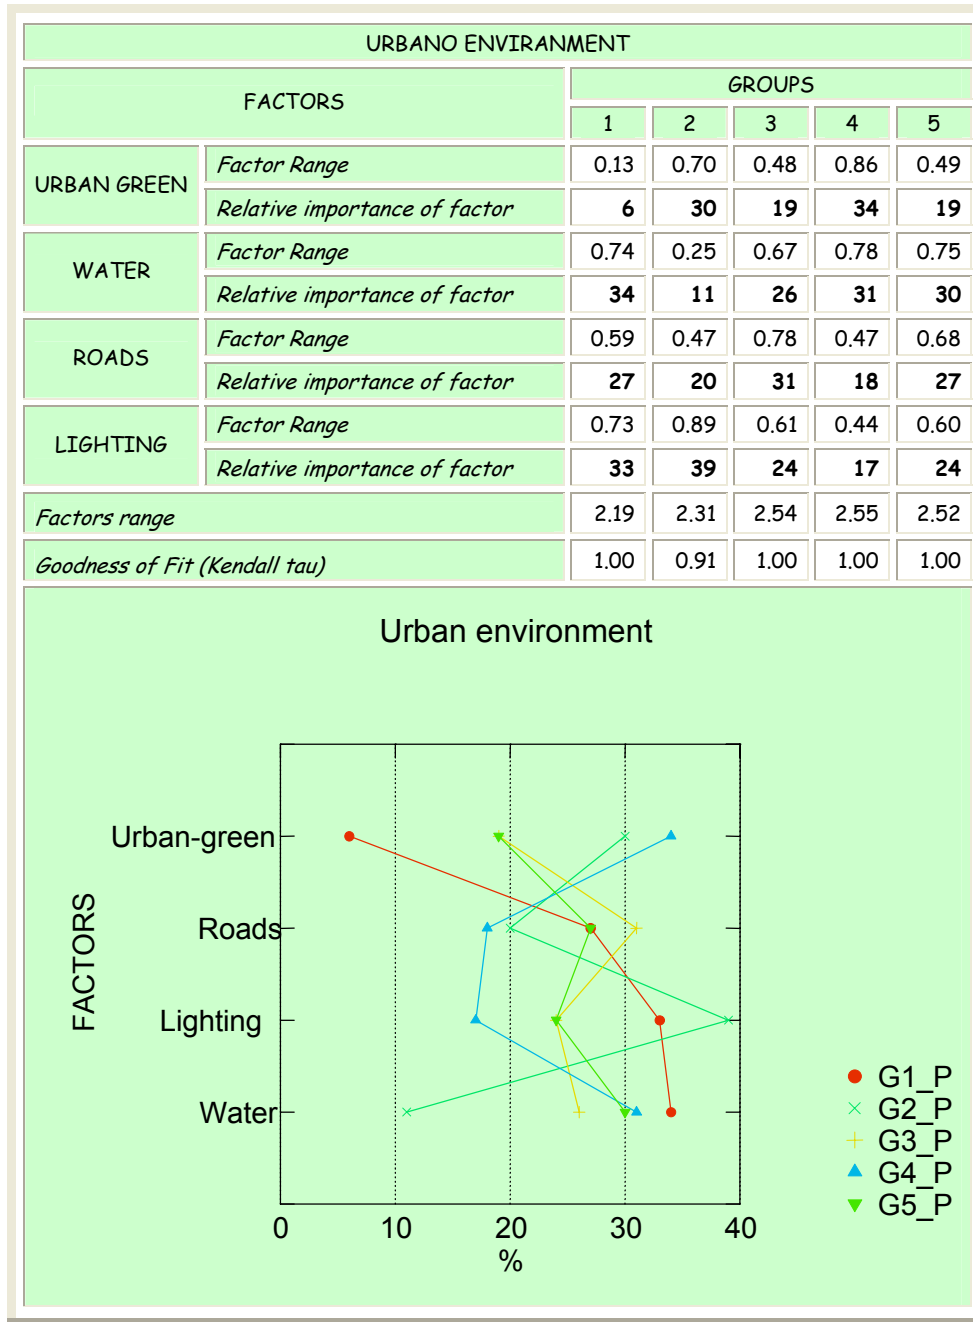 URBANO ENVIRANMENT
FACTORS
GROUPS
1 2 3 4 5
URBAN GREEN
Factor Range 0.13 0.70 0.48 0.86 0.49
Relative importance of factor 6 30 19 34 19
WATER
Factor Range 0.74 0.25 0.67 0.78 0.75
Relative importance of factor 34 11 26 31 30
ROADS
Factor Range 0.59 0.47 0.78 0.47 0.68
Relative importance of factor 27 20 31 18 27
LIGHTING
Factor Range 0.73 0.89 0.61 0.44 0.60
Relative importance of factor 33 39 24 17 24
Factors range 2.19 2.31 2.54 2.55 2.52
Goodness of Fit (Kendall tau) 1.00 0.91 1.00 1.00 1.00
Urban environment
FACTORS
Urban-green
Roads
Lighting
Water
0 10 20 30 40
%
G1_P
G2_P
G3_P
G4_P
G5_P